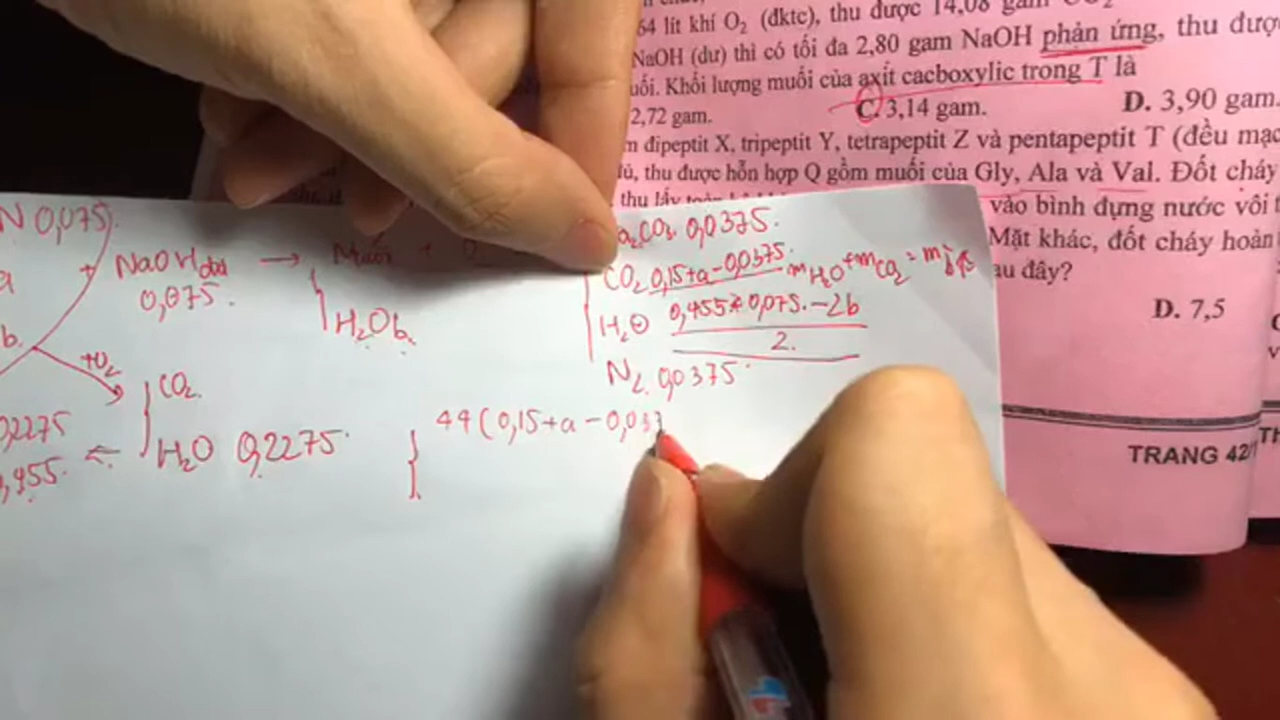 64 lít khí O₂ (đktc), thu được 14,08 gam CO₂
NaOH (dư) thì có tối đa 2,80 gam NaOH phản ứng, thu đượ
uối. Khối lượng muối của axit cacboxylic trong T là
2,72 gam. C. 3,14 gam. D. 3,90 gam.
m đipeptit X, tripeptit Y, tetrapeptit Z và pentapeptit T (đều mạc
ủ, thu được hỗn hợp Q gồm muối của Gly, Ala và Val. Đốt cháy
thu lấy
vào bình đựng nước vôi t
Mặt khác, đốt cháy hoàn
au đây?
D. 7,5
TRANG 42/
N 0,075
NaOH → Muối +
0,075
H₂O b
b
+O₂
CO₂
H₂O 0,2275
0,2275
,455 ⇐
a₂CO₃ 0,0375
CO₂ 0,15+a-0,0375
mH₂O + mCO₂ = m
H₂O 0,455+0,075-2b
2
N₂ 0,0375
44(0,15+a-0,03